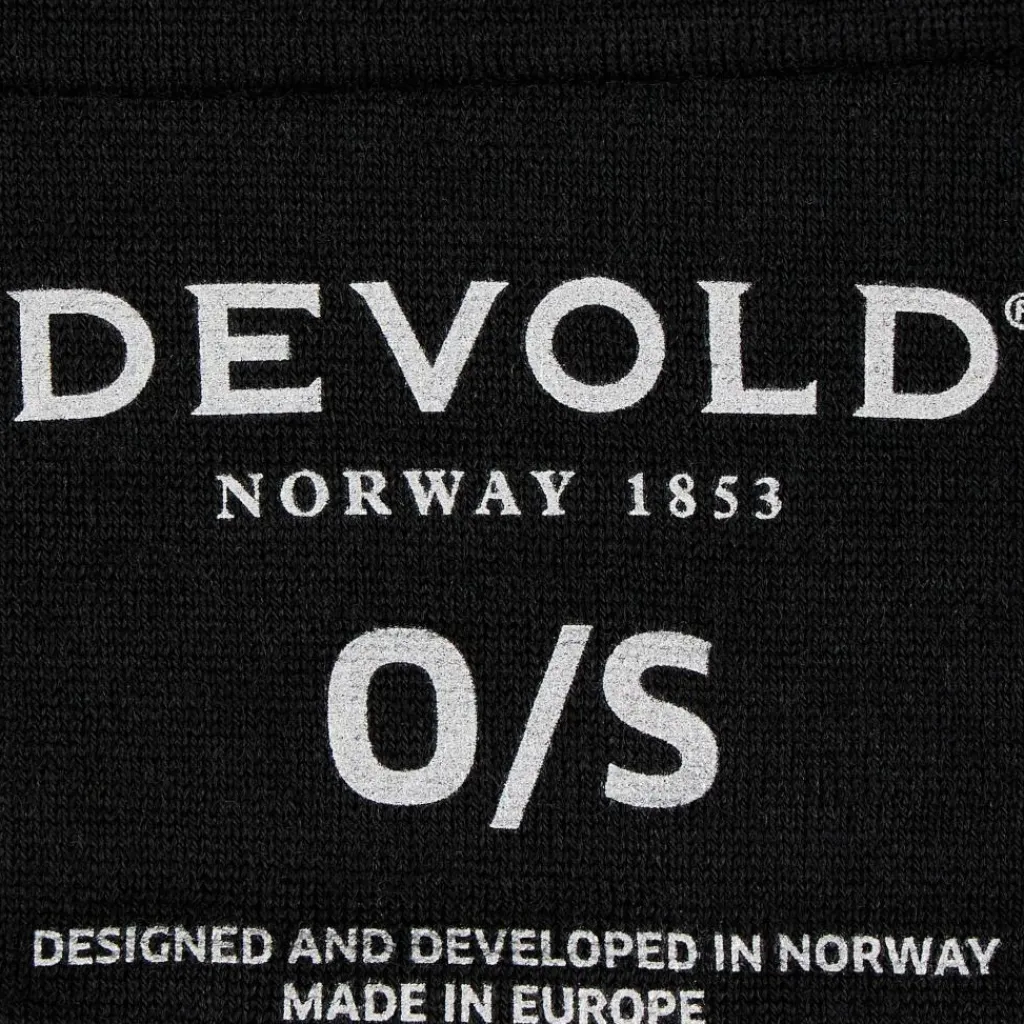 DEVOLD®
NORWAY 1853
O/S
DESIGNED AND DEVELOPED IN NORWAY
MADE IN EUROPE